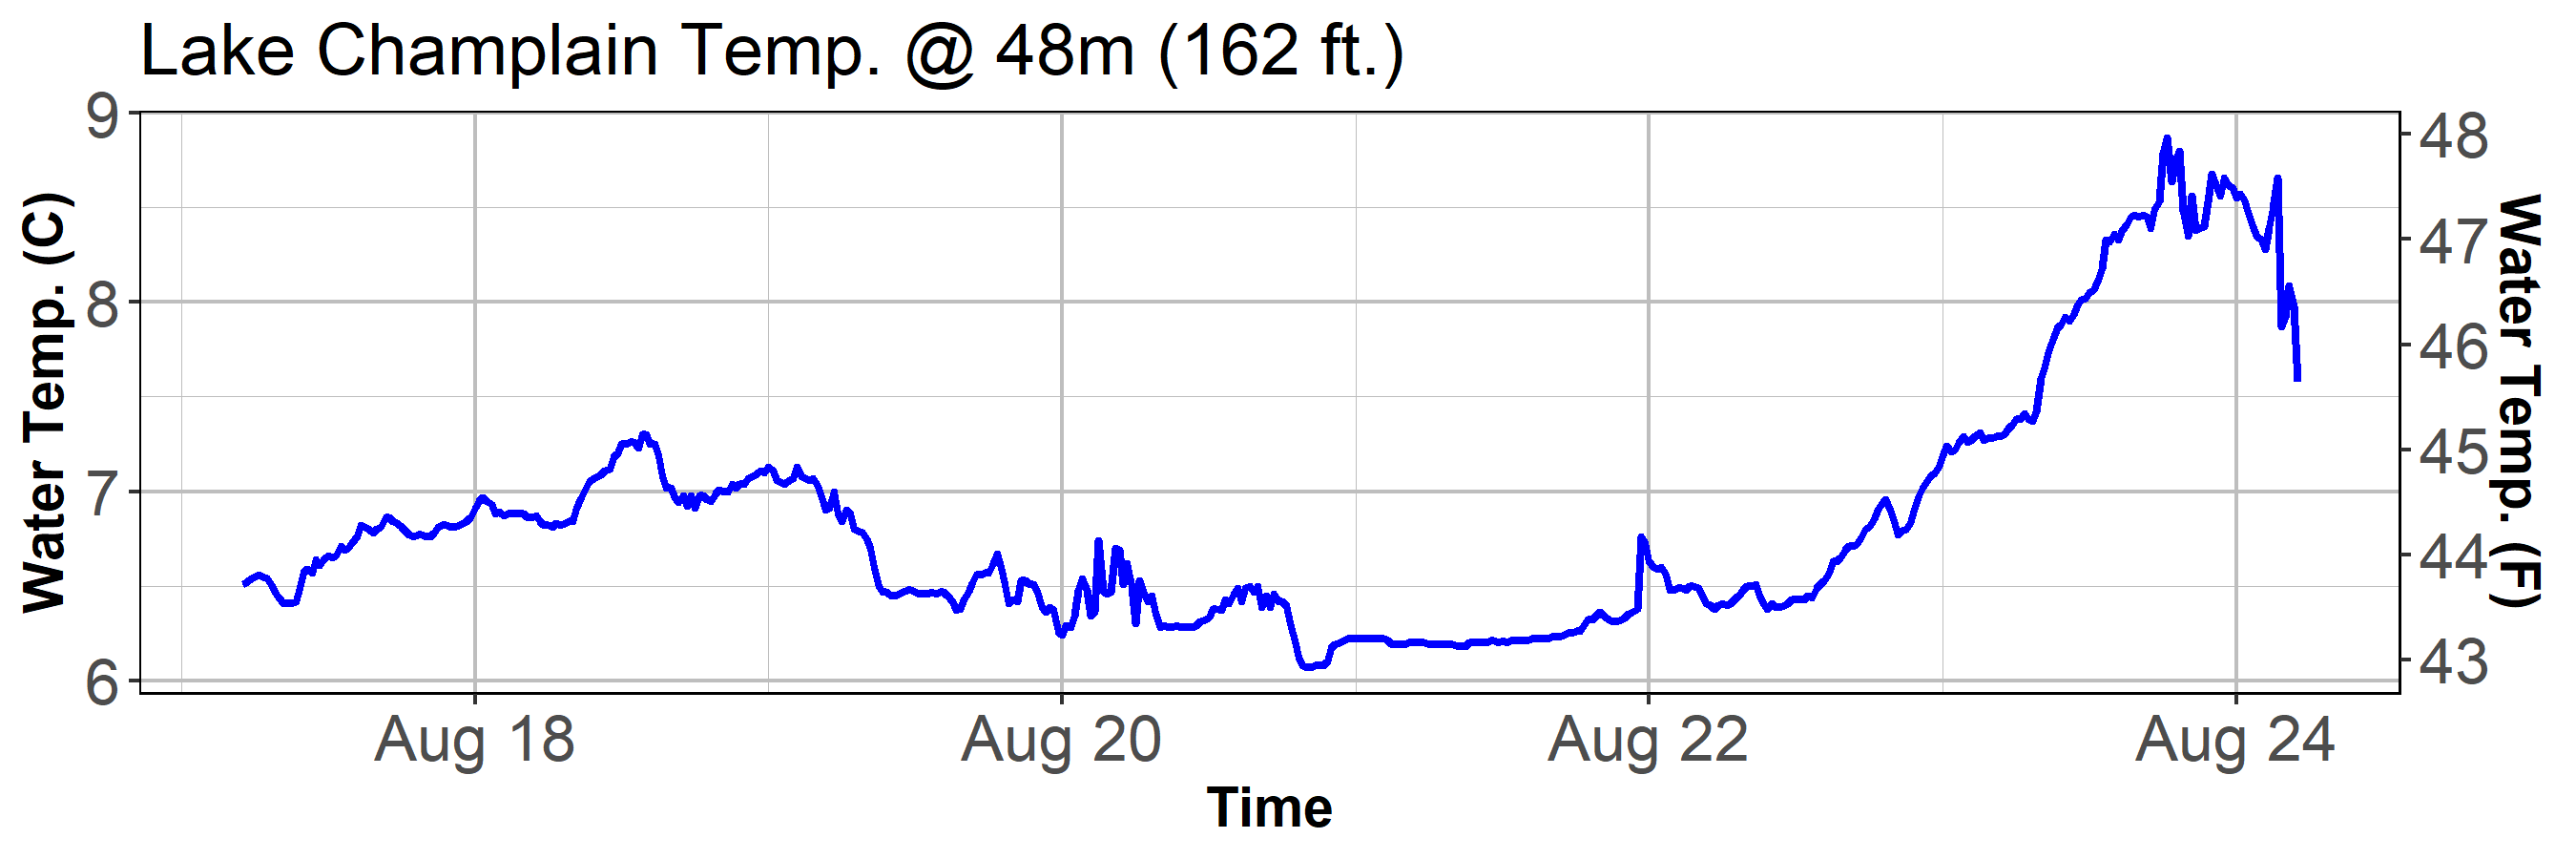 Lake Champlain Temp. @ 48m (162 ft.)
Water Temp. (C)
9
8
7
6
48
47
46
45
44
43
Water Temp. (F)
Aug 18
Aug 20
Aug 22
Aug 24
Time